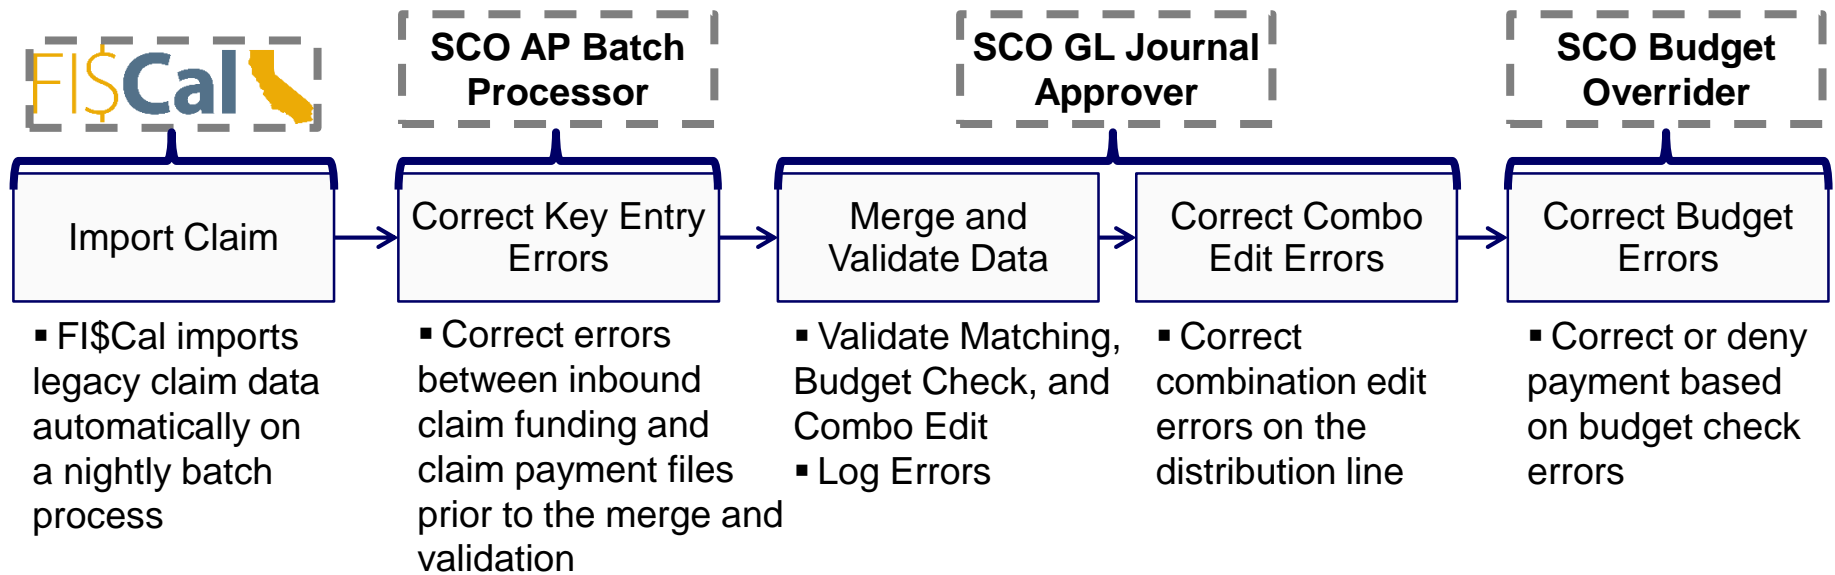 FI$Cal
SCO AP Batch
Processor
SCO GL Journal
Approver
SCO Budget
Overrider
Import Claim
Correct Key Entry
Errors
Merge and
Validate Data
Correct Combo
Edit Errors
Correct Budget
Errors
▪ FI$Cal imports
legacy claim data
automatically on
a nightly batch
process
▪ Correct errors
between inbound
claim funding and
claim payment files
prior to the merge and
validation
▪ Validate Matching,
Budget Check, and
Combo Edit
▪ Log Errors
▪ Correct
combination edit
errors on the
distribution line
▪ Correct or deny
payment based
on budget check
errors